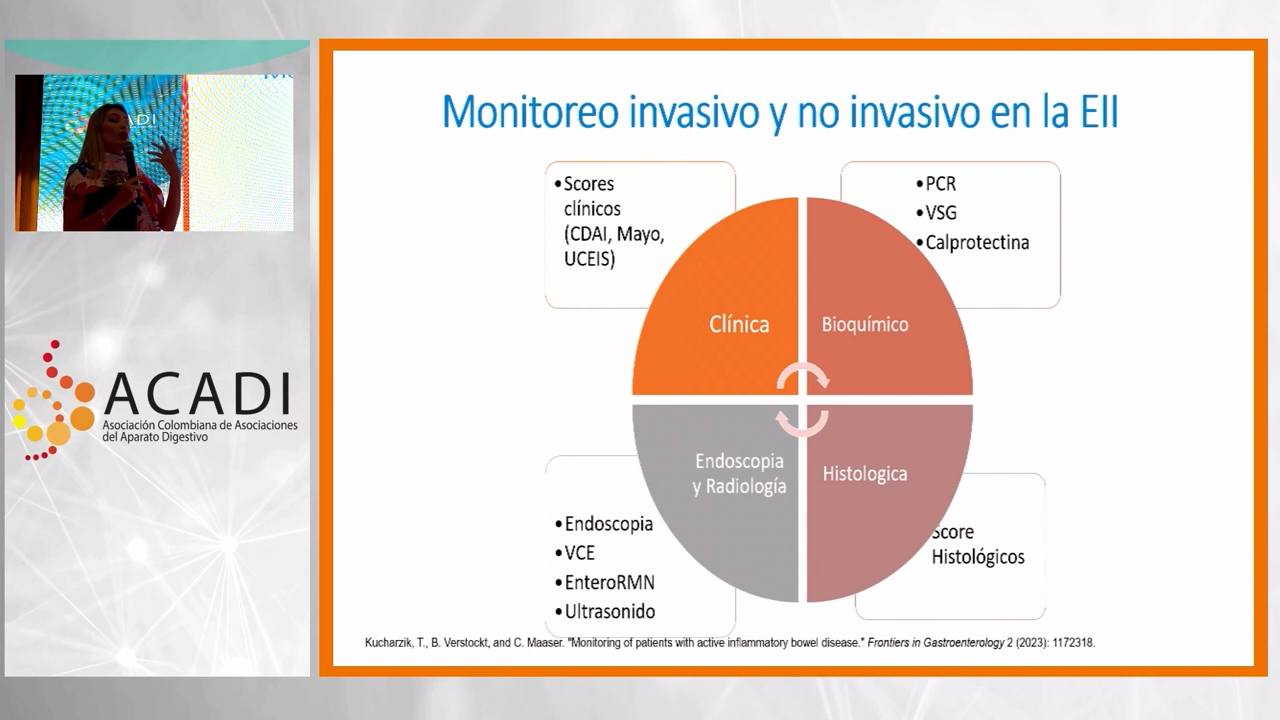 Monitoreo invasivo y no invasivo en la EII
•Scores
clínicos
(CDAI, Mayo,
UCEIS)
•PCR
•VSG
•Calprotectina
Clínica
Bioquímico
Endoscopia
y Radiología
Histologica
•Endoscopia
•VCE
•EnteroRMN
•Ultrasonido
Score
Histológicos
Kucharzik, T., B. Verstockt, and C. Maaser. "Monitoring of patients with active inflammatory bowel disease." Frontiers in Gastroenterology 2 (2023): 1172318.
ACADI
Asociación Colombiana de Asociaciones
del Aparato Digestivo